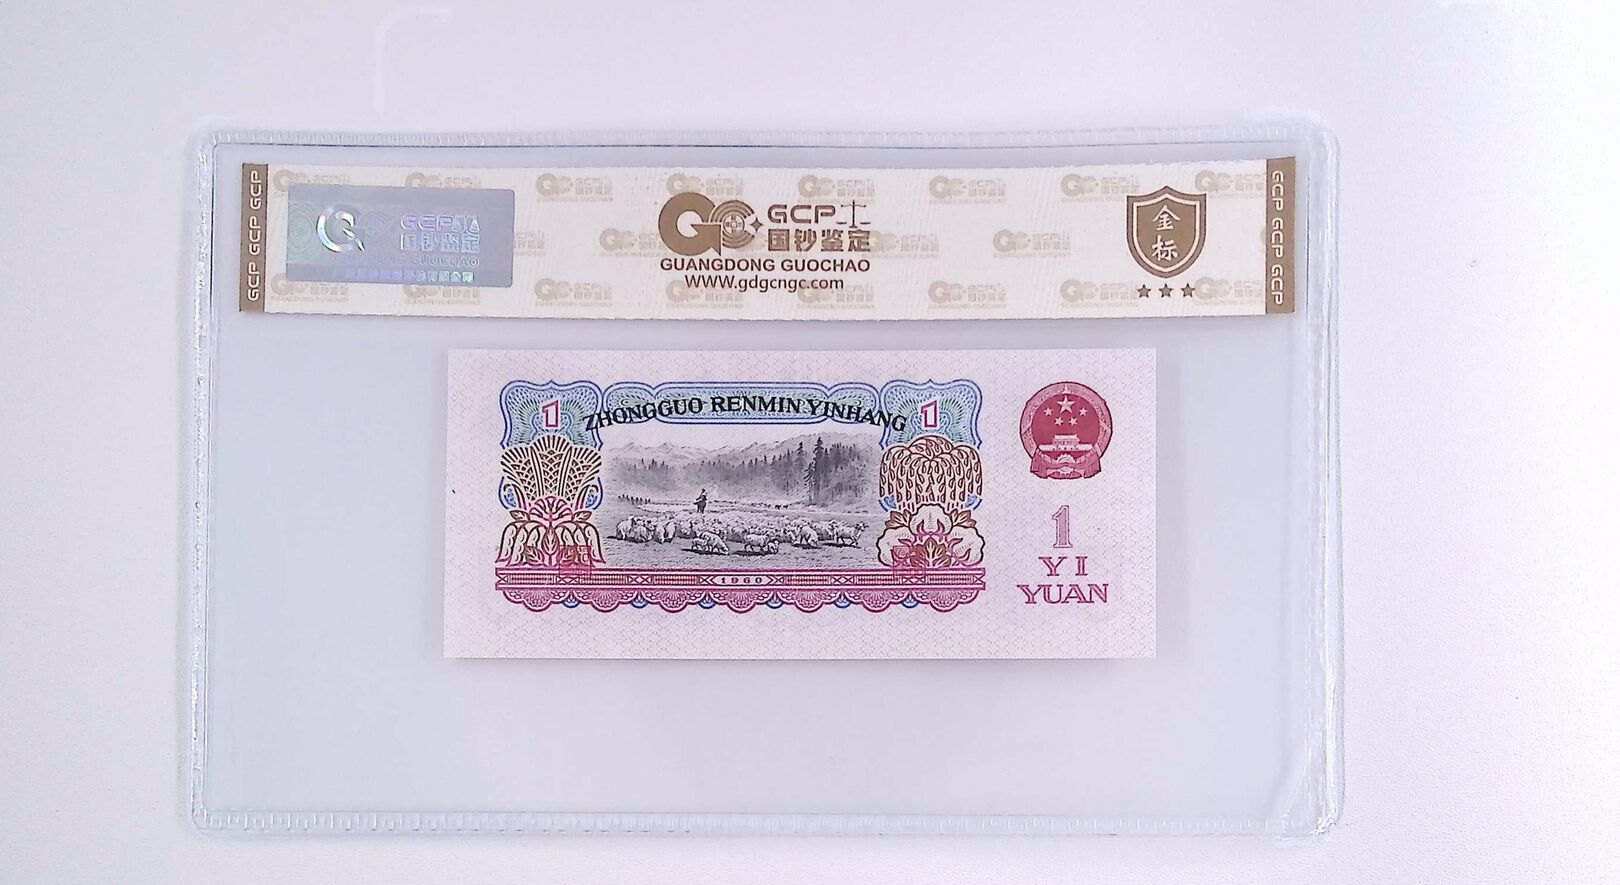 GCP GCP GCP
GCP
国钞鉴定
GUANGDONG GUOCHAO
GC GCP
国钞鉴定
GUANGDONG GUOCHAO
WWW.gdgcngc.com
金
标
GCP GCP GCP
ZHONGGUO RENMIN YINHANG
1
1
1960
1
YI
YUAN